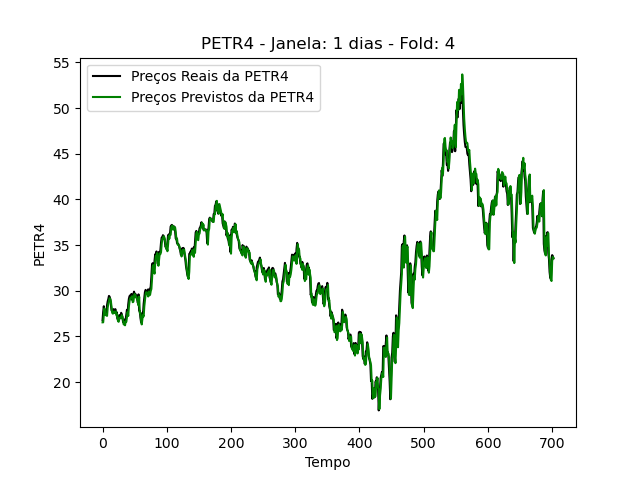 PETR4 - Janela: 1 dias - Fold: 4
Preços Reais da PETR4
Preços Previstos da PETR4
PETR4
55
50
45
40
35
30
25
20
0 100 200 300 400 500 600 700
Tempo